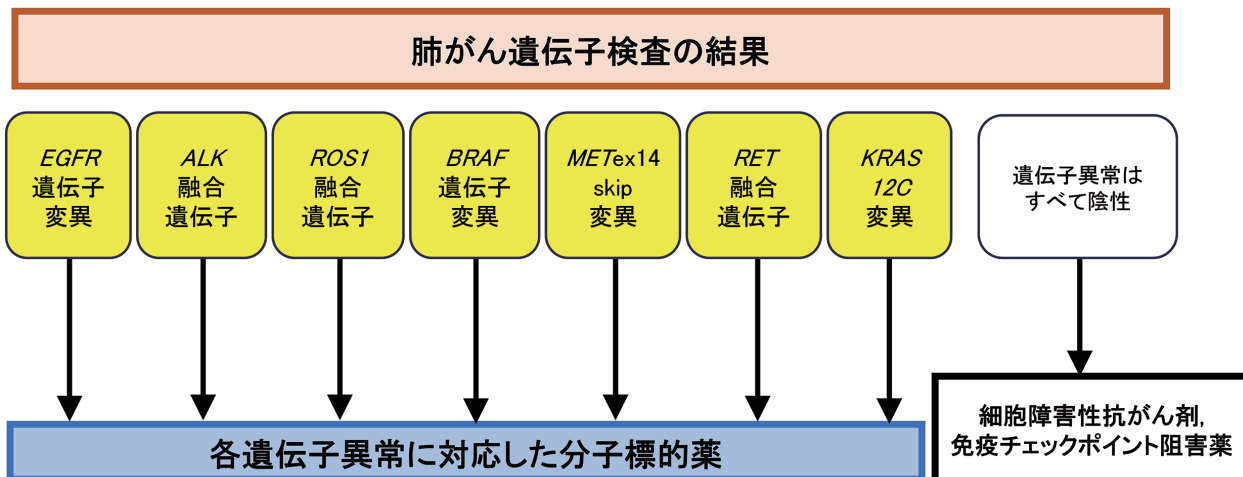 肺がん遺伝子検査の結果
EGFR
遺伝子
変異
ALK
融合
遺伝子
ROS1
融合
遺伝子
BRAF
遺伝子
変異
METex14
skip
変異
RET
融合
遺伝子
KRAS
12C
変異
遺伝子異常は
すべて陰性
各遺伝子異常に対応した分子標的薬
細胞障害性抗がん剤,
免疫チェックポイント阻害薬